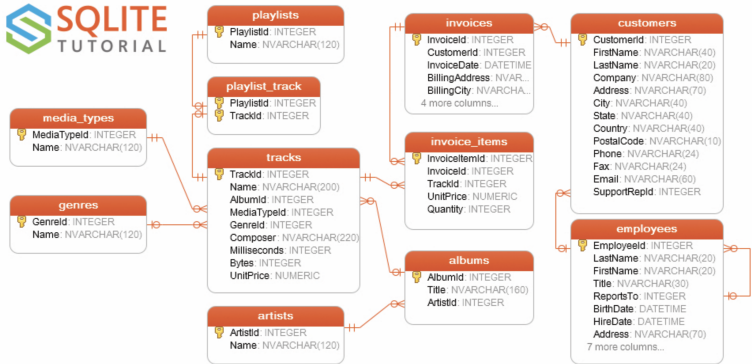 SQLITE
TUTORIAL
playlists
PlaylistId: INTEGER
Name: NVARCHAR(120)
playlist_track
PlaylistId: INTEGER
TrackId: INTEGER
media_types
MediaTypeId: INTEGER
Name: NVARCHAR(120)
genres
GenreId: INTEGER
Name: NVARCHAR(120)
tracks
TrackId: INTEGER
Name: NVARCHAR(200)
AlbumId: INTEGER
MediaTypeId: INTEGER
GenreId: INTEGER
Composer: NVARCHAR(220)
Milliseconds: INTEGER
Bytes: INTEGER
UnitPrice: NUMERIC
artists
ArtistId: INTEGER
Name: NVARCHAR(120)
invoices
InvoiceId: INTEGER
CustomerId: INTEGER
InvoiceDate: DATETIME
BillingAddress: NVAR...
BillingCity: NVARCHA...
4 more columns...
invoice_items
InvoiceItemId: INTEGER
InvoiceId: INTEGER
TrackId: INTEGER
UnitPrice: NUMERIC
Quantity: INTEGER
albums
AlbumId: INTEGER
Title: NVARCHAR(160)
ArtistId: INTEGER
customers
CustomerId: INTEGER
FirstName: NVARCHAR(40)
LastName: NVARCHAR(20)
Company: NVARCHAR(80)
Address: NVARCHAR(70)
City: NVARCHAR(40)
State: NVARCHAR(40)
Country: NVARCHAR(40)
PostalCode: NVARCHAR(10)
Phone: NVARCHAR(24)
Fax: NVARCHAR(24)
Email: NVARCHAR(60)
SupportRepId: INTEGER
employees
EmployeeId: INTEGER
LastName: NVARCHAR(20)
FirstName: NVARCHAR(20)
Title: NVARCHAR(30)
ReportsTo: INTEGER
BirthDate: DATETIME
HireDate: DATETIME
Address: NVARCHAR(70)
7 more columns...